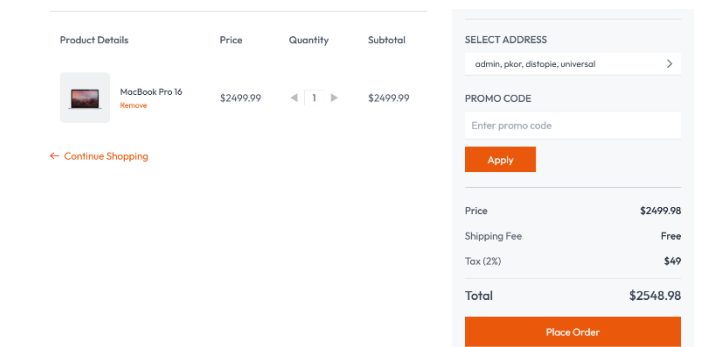 Product Details Price Quantity Subtotal
MacBook Pro 16
Remove
$2499.99 1 $2499.99
← Continue Shopping
SELECT ADDRESS
admin, pkor, distopie, universal
PROMO CODE
Enter promo code
Apply
Price $2499.98
Shipping Fee Free
Tax (2%) $49
Total $2548.98
Place Order